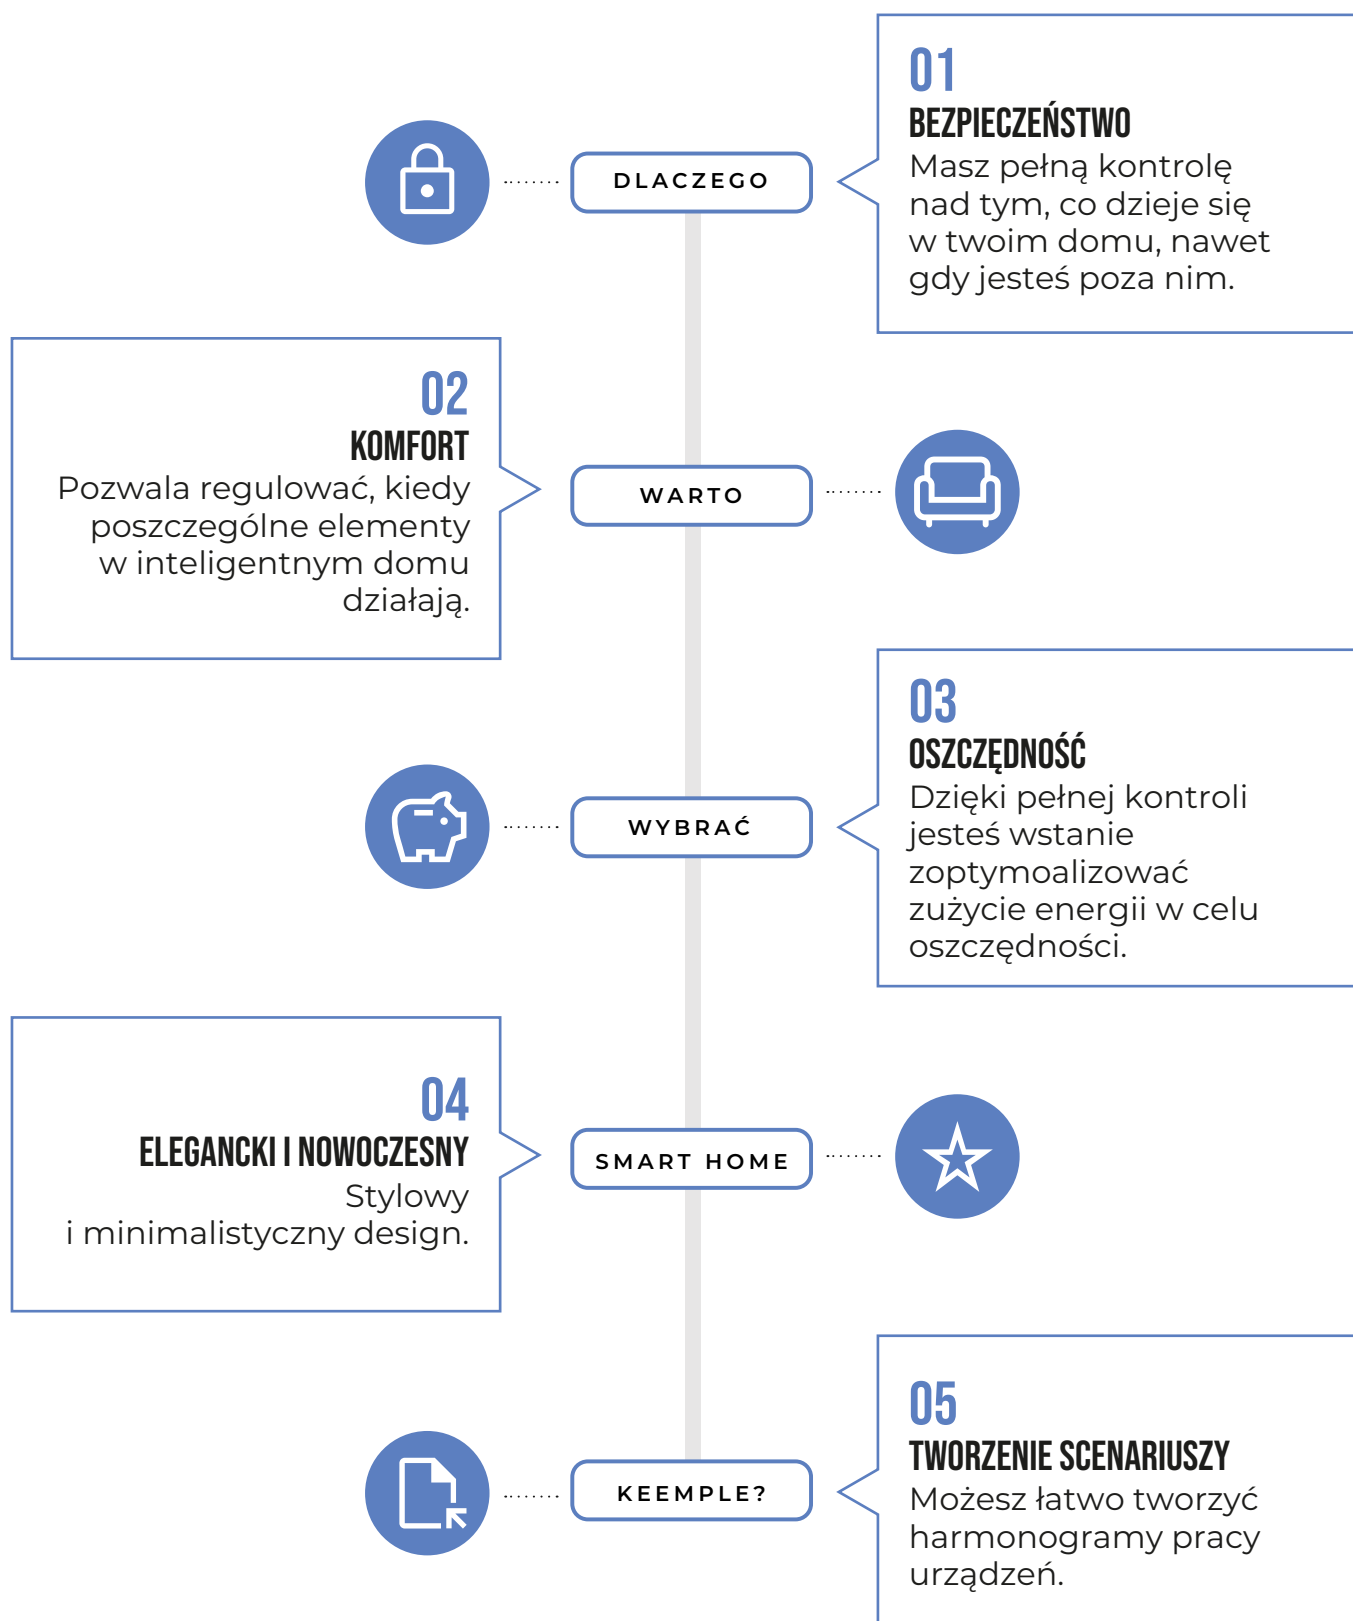 DLACZEGO
01
BEZPIECZEŃSTWO
Masz pełną kontrolę
nad tym, co dzieje się
w twoim domu, nawet
gdy jesteś poza nim.
02
KOMFORT
Pozwala regulować, kiedy
poszczególne elementy
w inteligentnym domu
działają.
WARTO
WYBRAĆ
03
OSZCZĘDNOŚĆ
Dzięki pełnej kontroli
jesteś wstanie
zoptymoalizować
zużycie energii w celu
oszczędności.
04
ELEGANCKI I NOWOCZESNY
Stylowy
i minimalistyczny design.
SMART HOME
KEEMPLE?
05
TWORZENIE SCENARIUSZY
Możesz łatwo tworzyć
harmonogramy pracy
urządzeń.